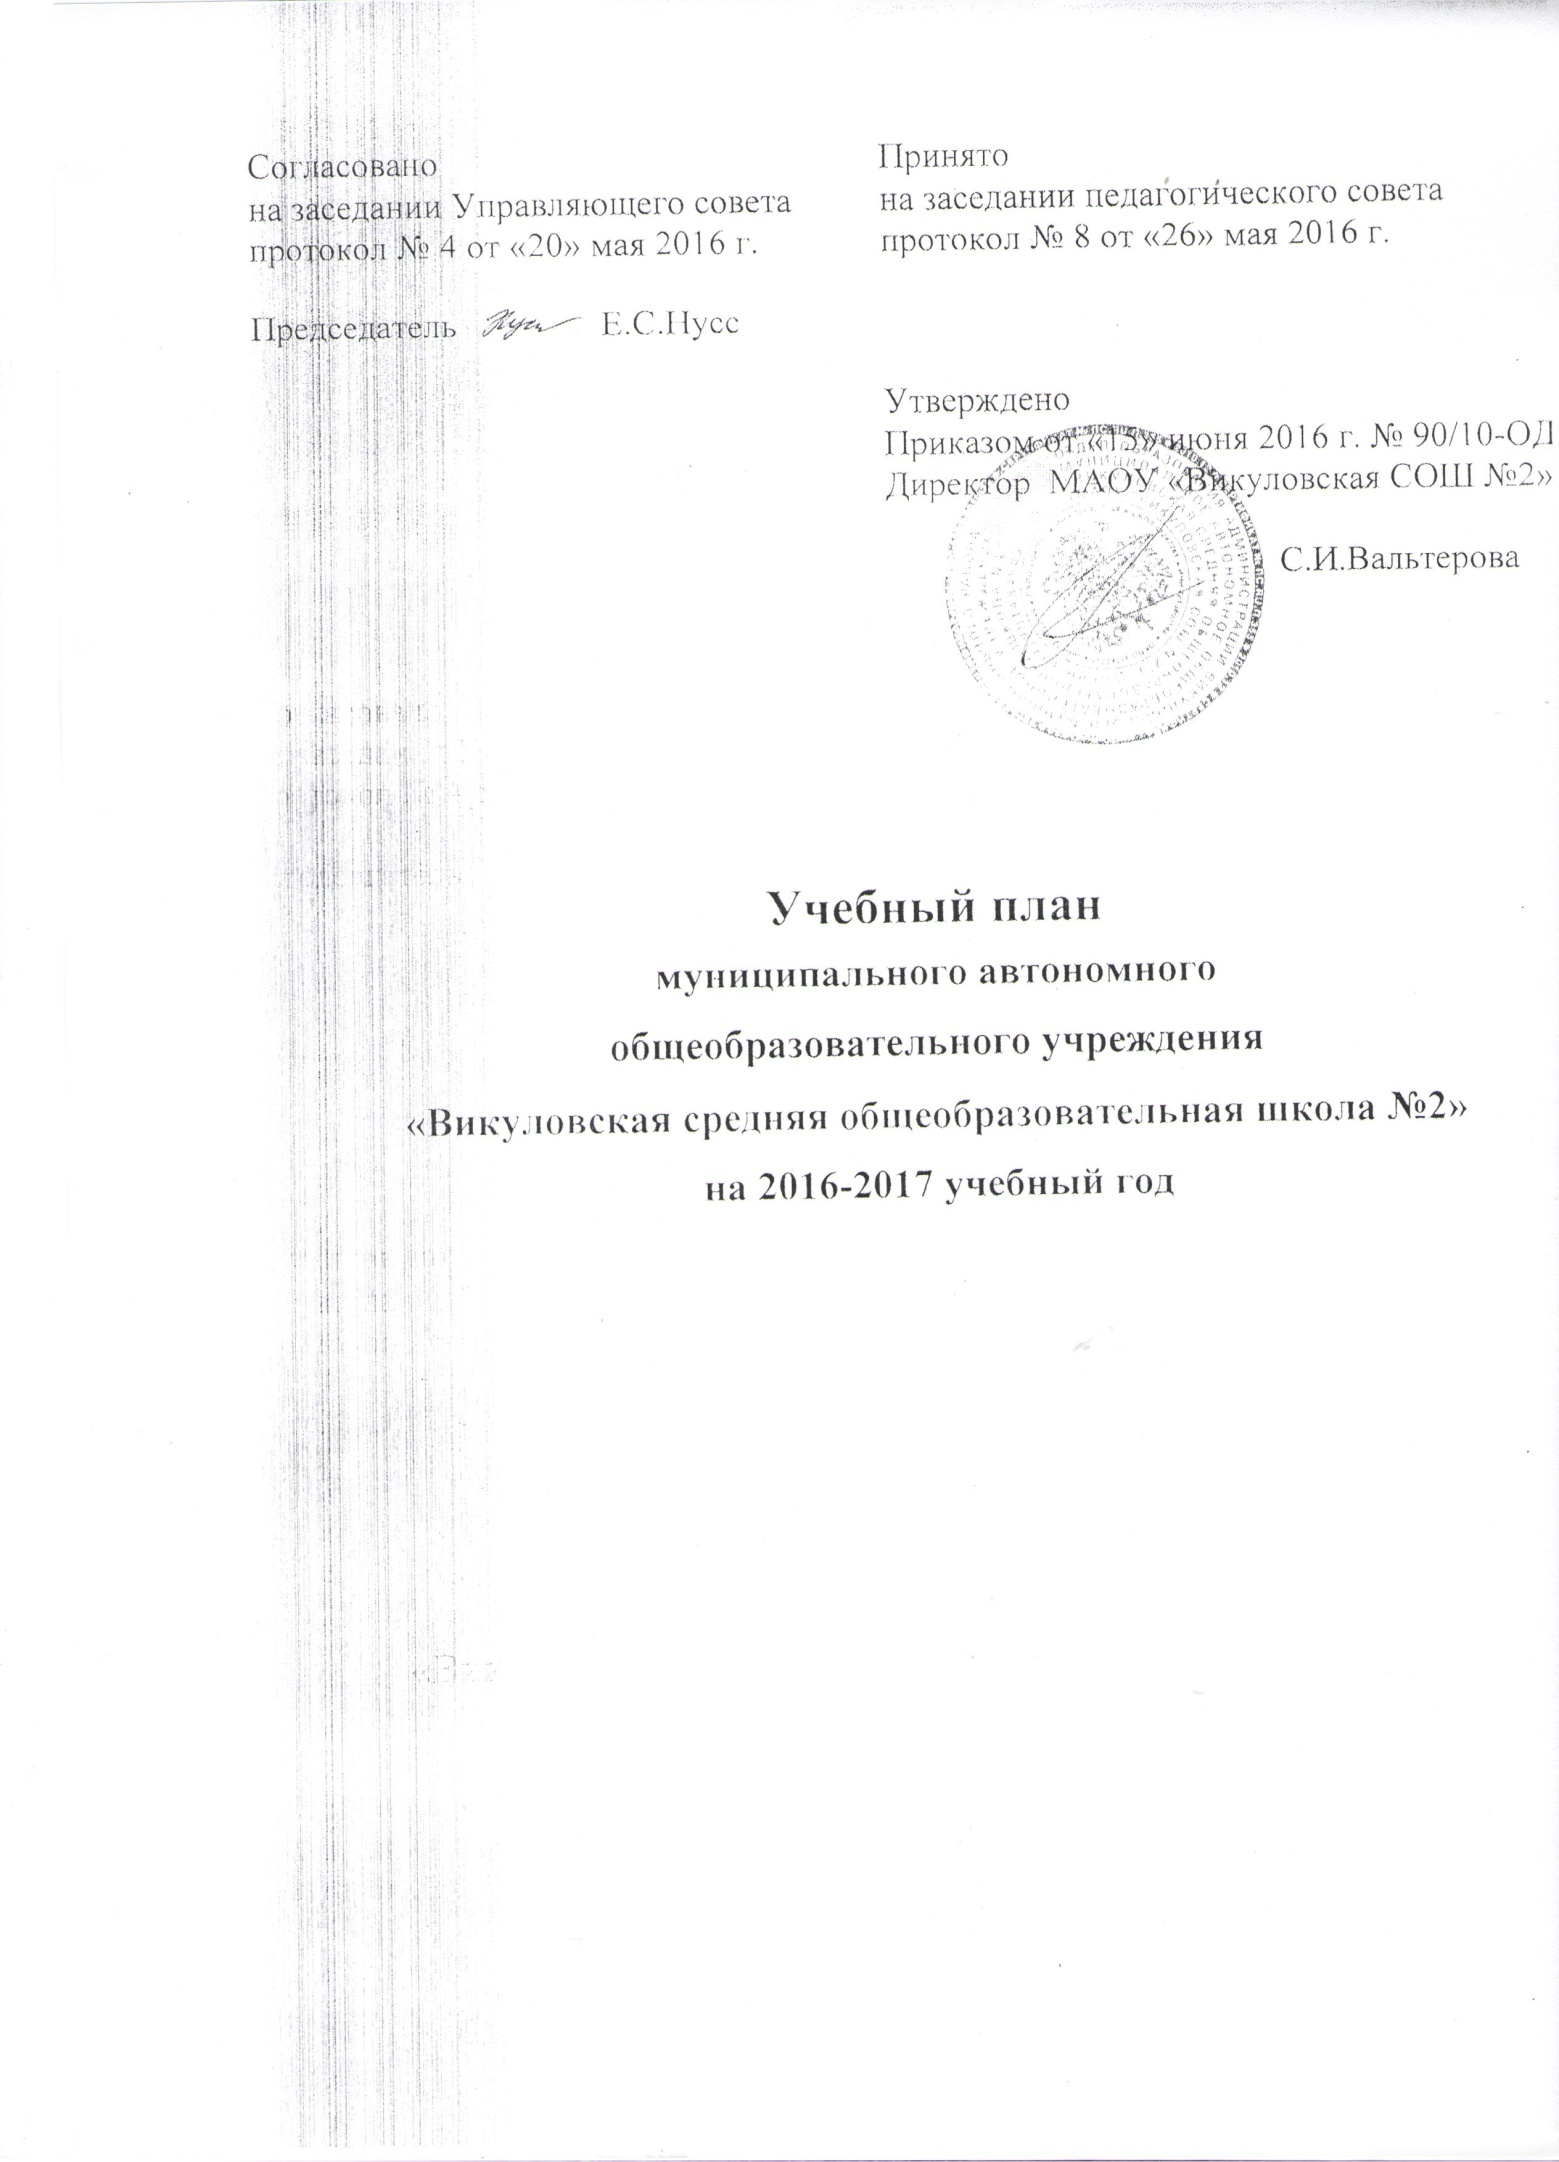 Согласовано
на заседании Управляющего совета
протокол № 4 от «20» мая 2016 г.
Председатель Е.С.Нусс
Принято
на заседании педагогического совета
протокол № 8 от «26» мая 2016 г.
Утверждено
Приказом от «15» июня 2016 г. № 90/10-ОД
Директор МАОУ «Викуловская СОШ №2»
С.И.Вальтерова
Учебный план
муниципального автономного
общеобразовательного учреждения
«Викуловская средняя общеобразовательная школа №2»
на 2016-2017 учебный год